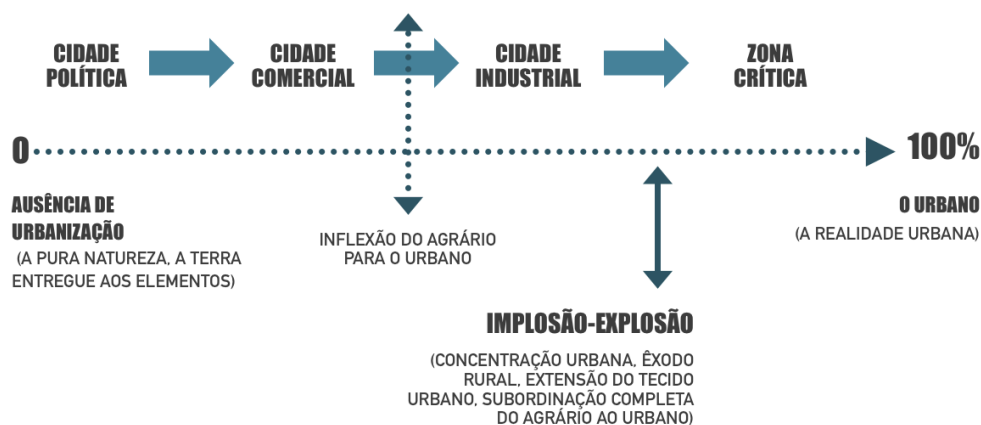 CIDADE
POLÍTICA
CIDADE
COMERCIAL
CIDADE
INDUSTRIAL
ZONA
CRÍTICA
0
100%
AUSÊNCIA DE
URBANIZAÇÃO
(A PURA NATUREZA, A TERRA
ENTREGUE AOS ELEMENTOS)
INFLEXÃO DO AGRÁRIO
PARA O URBANO
O URBANO
(A REALIDADE URBANA)
IMPLOSÃO-EXPLOSÃO
(CONCENTRAÇÃO URBANA, ÊXODO
RURAL, EXTENSÃO DO TECIDO
URBANO, SUBORDINAÇÃO COMPLETA
DO AGRÁRIO AO URBANO)